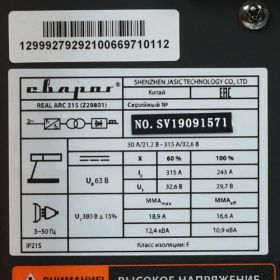 12999279292100669710112
сварог
SHENZHEN JASIC TECHNOLOGY CO., LTD
Китай
EAC
REAL ARC 315 (Z29801)
Серийный №
NO. SV19091571
30 А/21,2 В - 315 А/32,6 В
X 60 % 100 %
U₀ 63 В
I₂ 315 А 243 А
U₂ 32,6 В 29,7 В
U₁ 380 В ± 15%
MMAmax MMAeff
18,9 А 16,6 А
3~50 Гц
12,4 кВА 10,9 кВА
IP21S
Класс изоляции: F
ВНИМАНИЕ!
ВЫСОКОЕ НАПРЯЖЕНИЕ